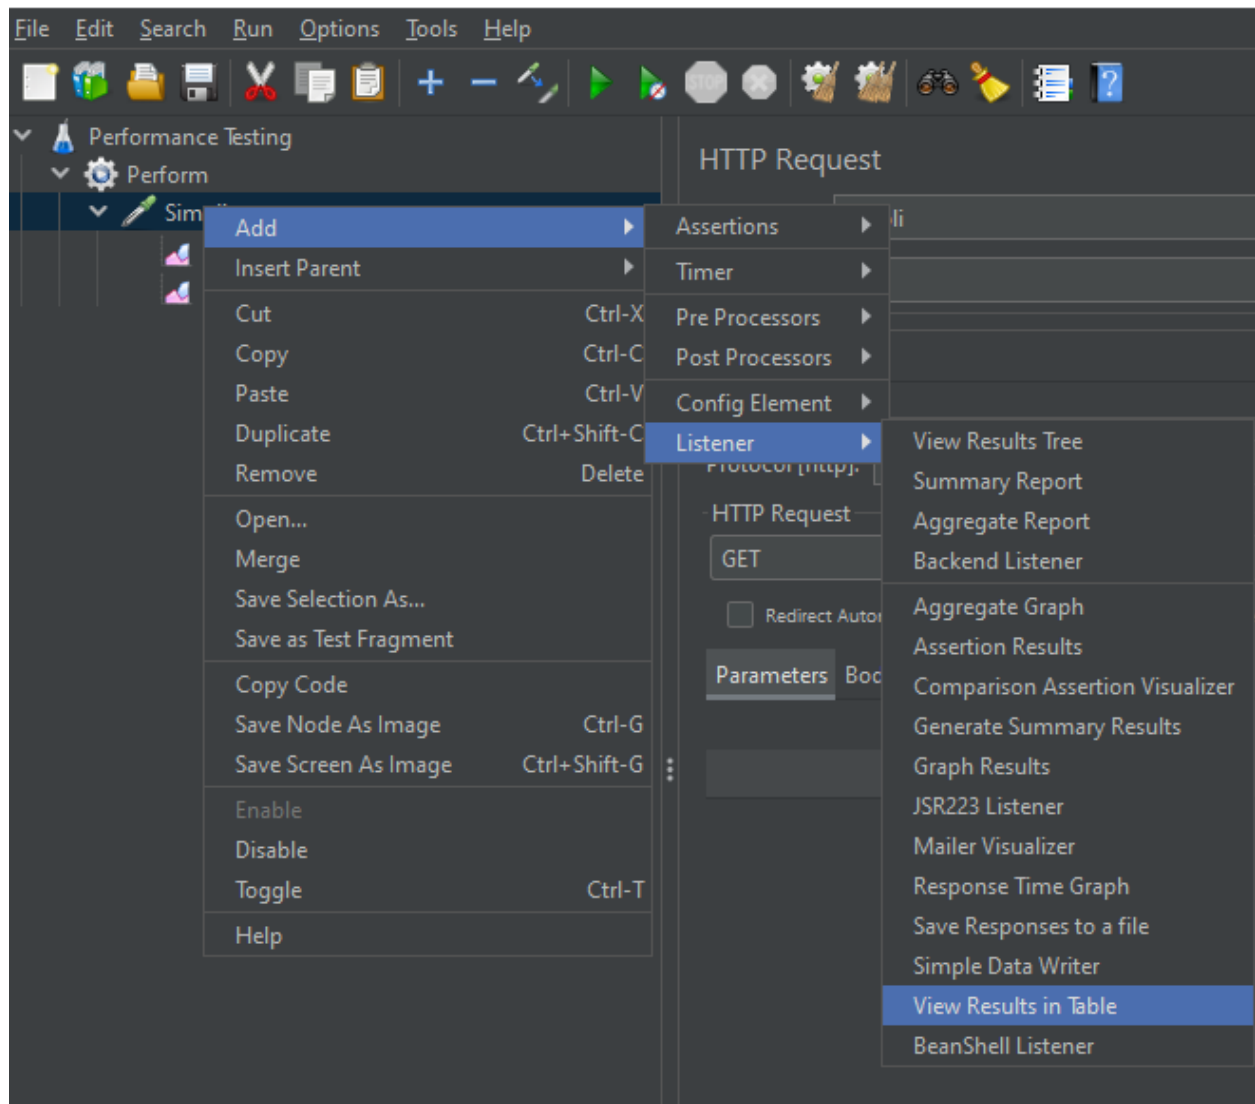 File Edit Search Run Options Tools Help
STOP
Performance Testing
Perform
HTTP Request
Add
Insert Parent
Cut Ctrl-X
Copy Ctrl-C
Paste Ctrl-V
Duplicate Ctrl+Shift-C
Remove Delete
Open...
Merge
Save Selection As...
Save as Test Fragment
Copy Code
Save Node As Image Ctrl-G
Save Screen As Image Ctrl+Shift-G
Enable
Disable
Toggle Ctrl-T
Help
Assertions
Timer
Pre Processors
Post Processors
Config Element
Listener
Protocol [http]:
HTTP Request
GET
Redirect
Parameters
View Results Tree
Summary Report
Aggregate Report
Backend Listener
Aggregate Graph
Assertion Results
Comparison Assertion Visualizer
Generate Summary Results
Graph Results
JSR223 Listener
Mailer Visualizer
Response Time Graph
Save Responses to a file
Simple Data Writer
View Results in Table
BeanShell Listener